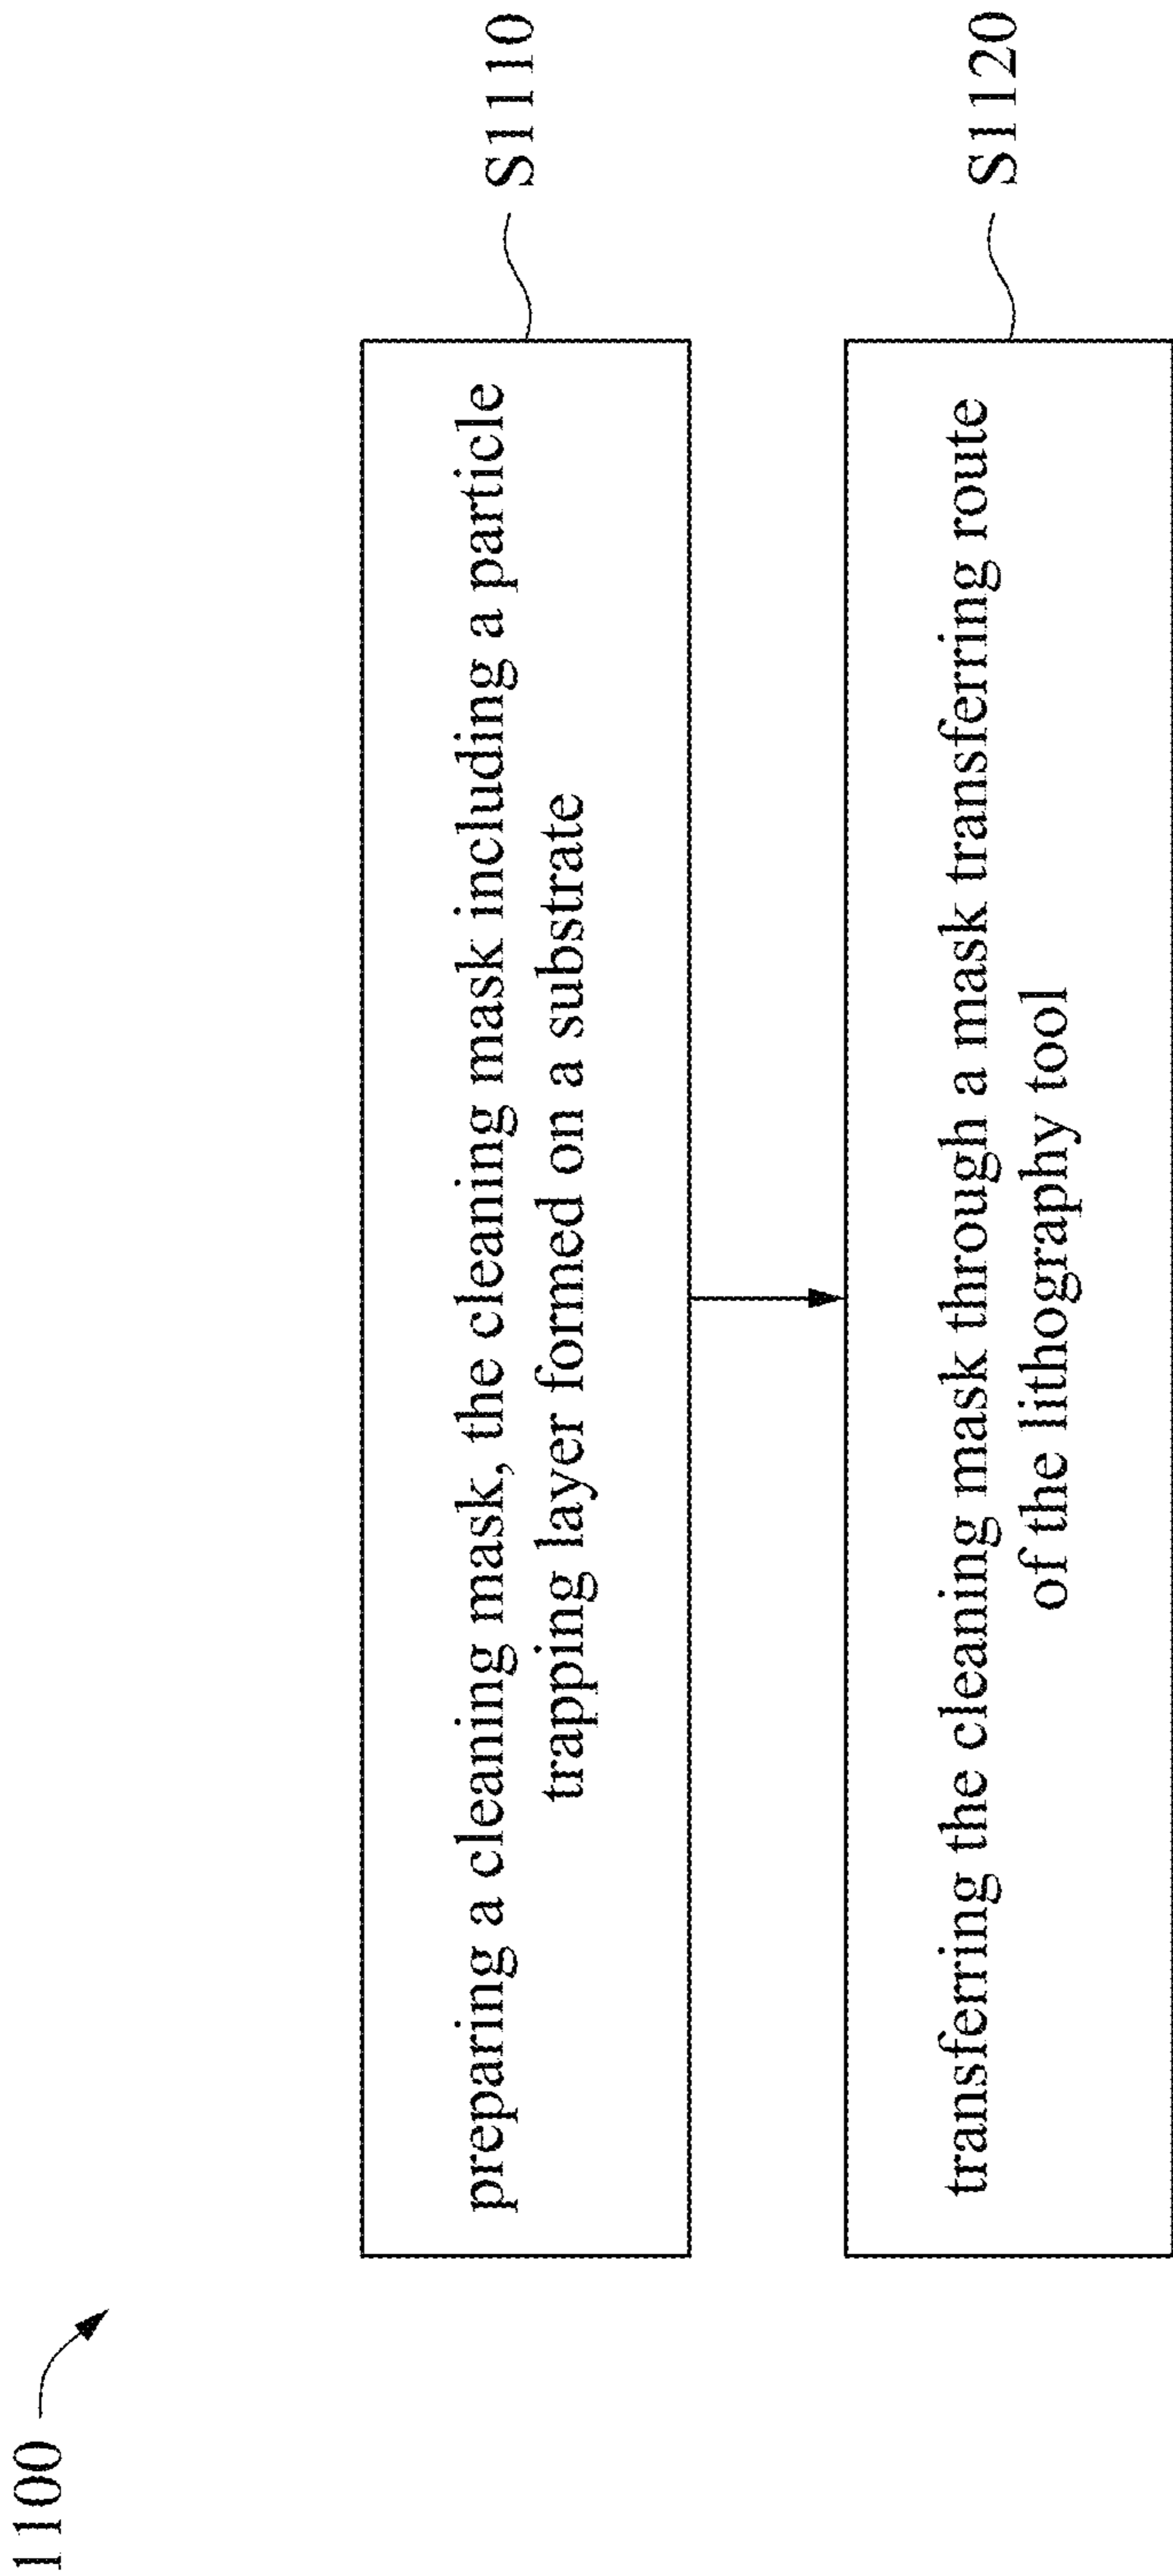 1100
preparing a cleaning mask, the cleaning mask including a particle
trapping layer formed on a substrate
S1110
transferring the cleaning mask through a mask transferring route
of the lithography tool
S1120